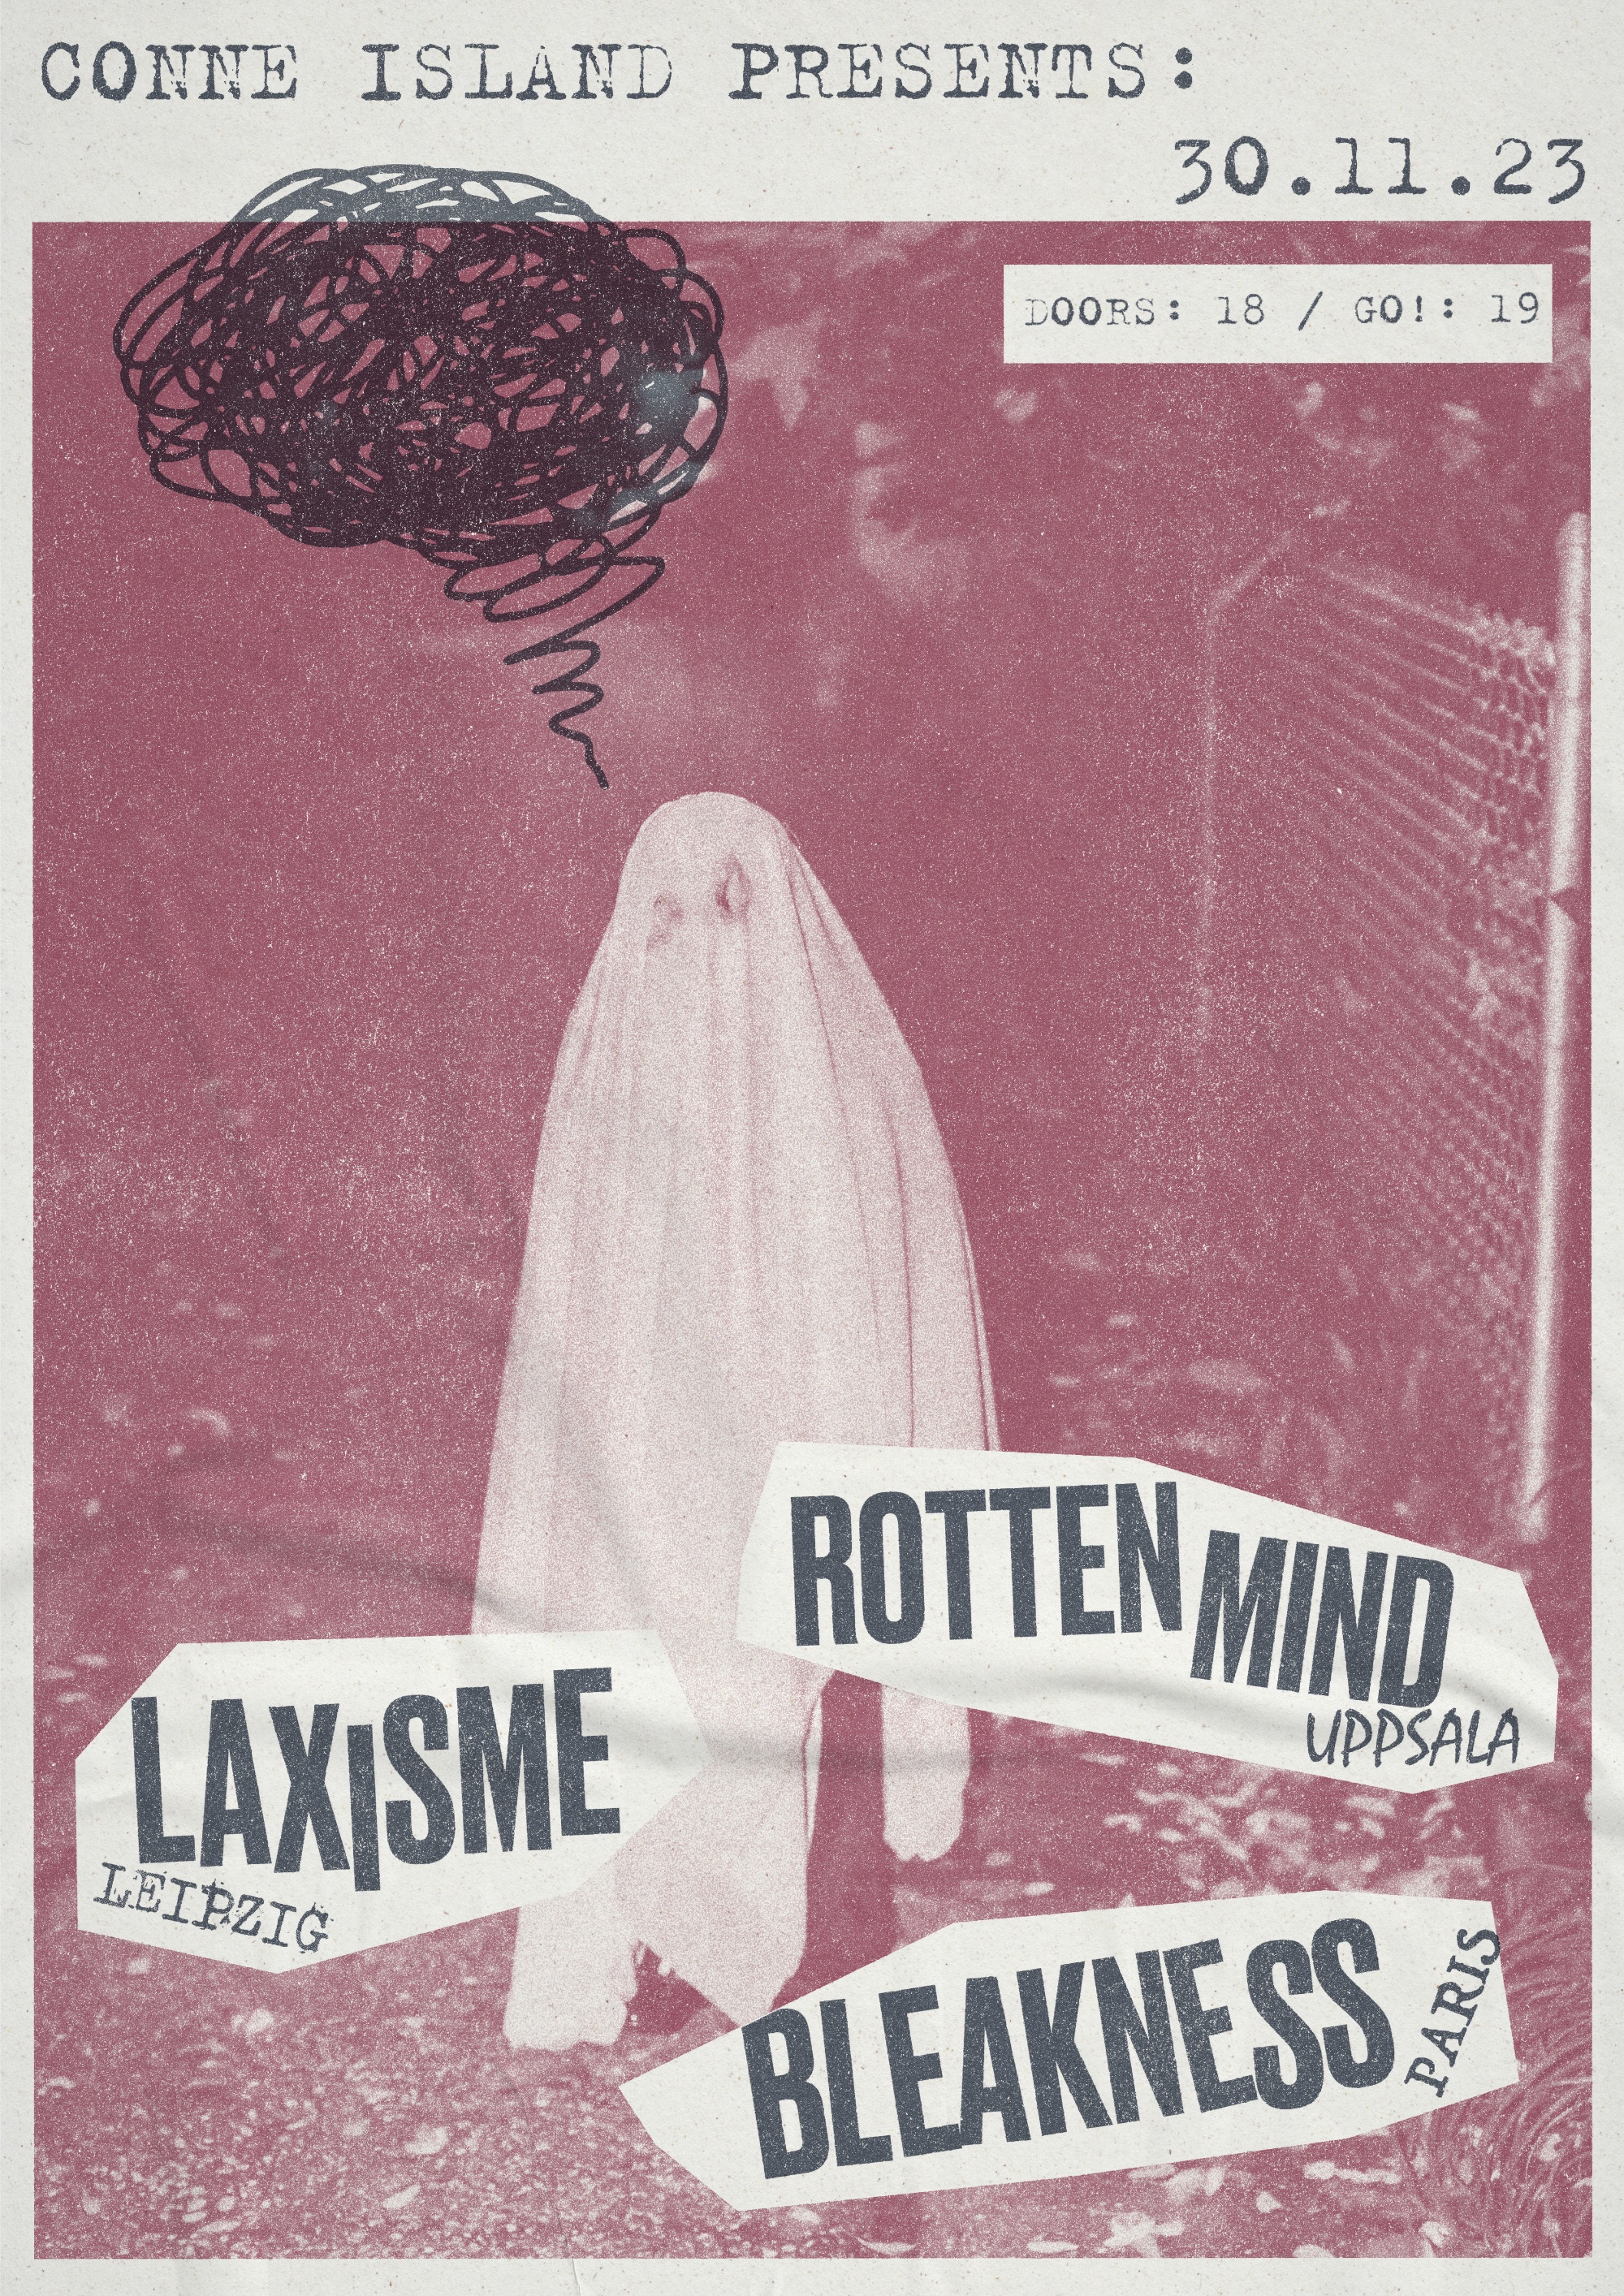 CONNE ISLAND PRESENTS:
30.11.23
DOORS: 18 / GO!: 19
ROTTEN MIND
UPPSALA
LAXISME
LEIPZIG
BLEAKNESS
PARIS